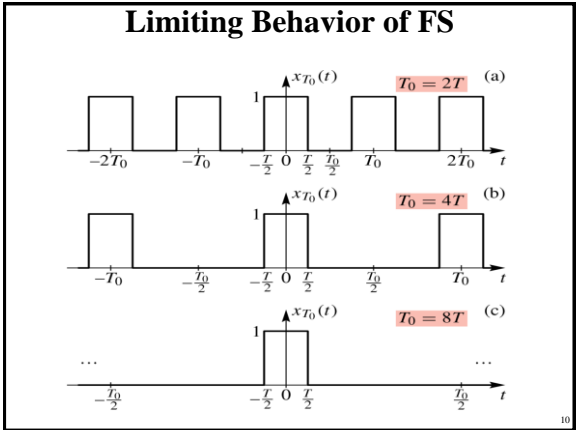 Limiting Behavior of FS
x_{T_0}(t) T_0 = 2T (a)
1
-2T_0 -T_0 -T/2 0 T/2 T_0/2 T_0 2T_0 t
x_{T_0}(t) T_0 = 4T (b)
1
-T_0 -T_0/2 -T/2 0 T/2 T_0/2 T_0 t
x_{T_0}(t) T_0 = 8T (c)
1
... ...
-T_0/2 -T/2 0 T/2 T_0/2 t
10